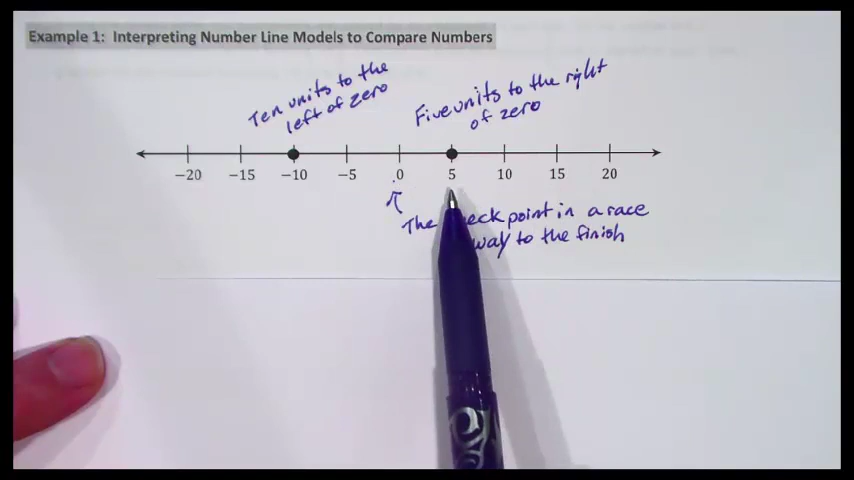 Example 1: Interpreting Number Line Models to Compare Numbers
Ten units to the
left of zero
Five units to the right
of zero
−20 −15 −10 −5 0 5 10 15 20
The point in a race
way to the finish